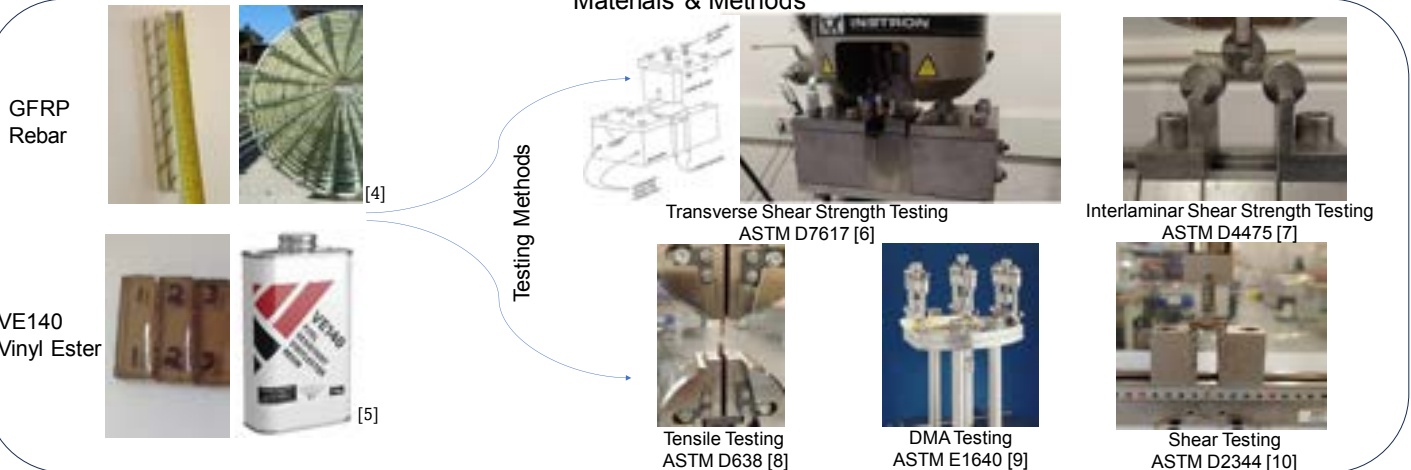 Materials & Methods
GFRP
Rebar
[4]
VE140
Vinyl Ester
VE140
[5]
Testing Methods
INSTRON
Transverse Shear Strength Testing
ASTM D7617 [6]
Interlaminar Shear Strength Testing
ASTM D4475 [7]
Tensile Testing
ASTM D638 [8]
DMA Testing
ASTM E1640 [9]
Shear Testing
ASTM D2344 [10]